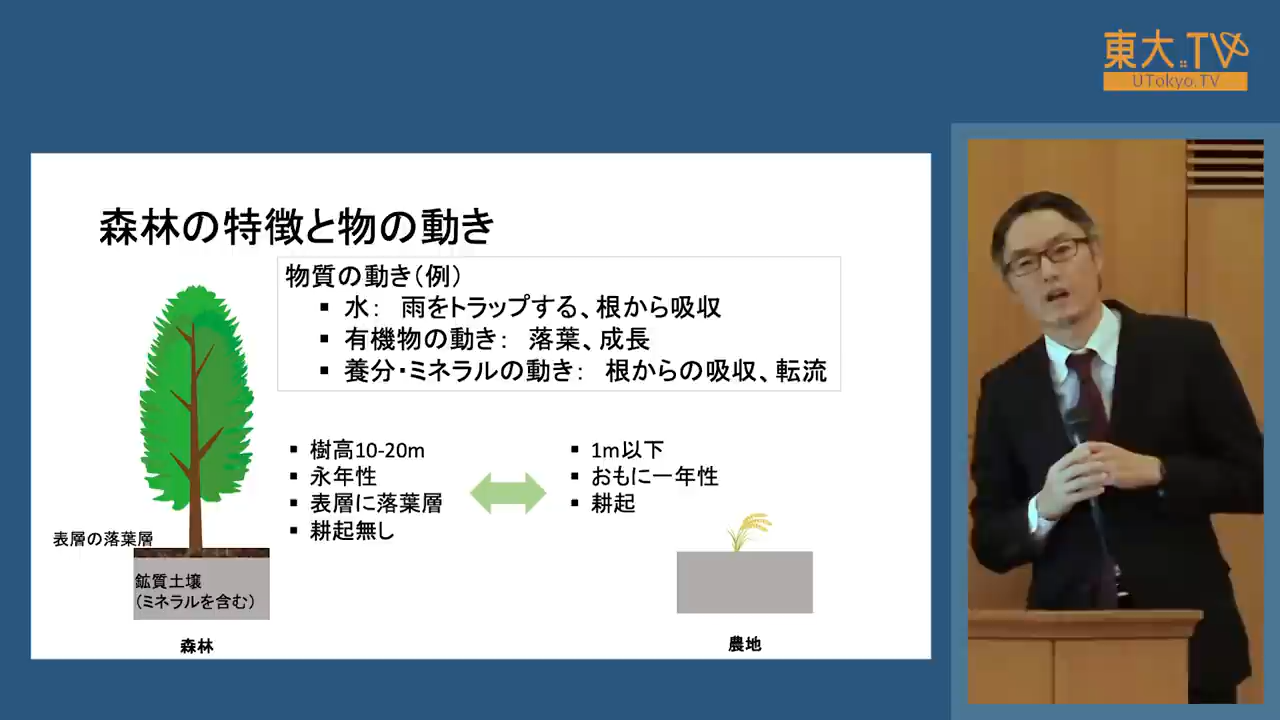 東大.TV
UTokyo.TV
森林の特徴と物の動き
物質の動き（例）
▪ 水： 雨をトラップする、根から吸収
▪ 有機物の動き： 落葉、成長
▪ 養分・ミネラルの動き： 根からの吸収、転流
▪ 樹高10-20m
▪ 永年性
▪ 表層に落葉層
▪ 耕起無し
▪ 1m以下
▪ おもに一年性
▪ 耕起
表層の落葉層
鉱質土壌
（ミネラルを含む）
森林
農地